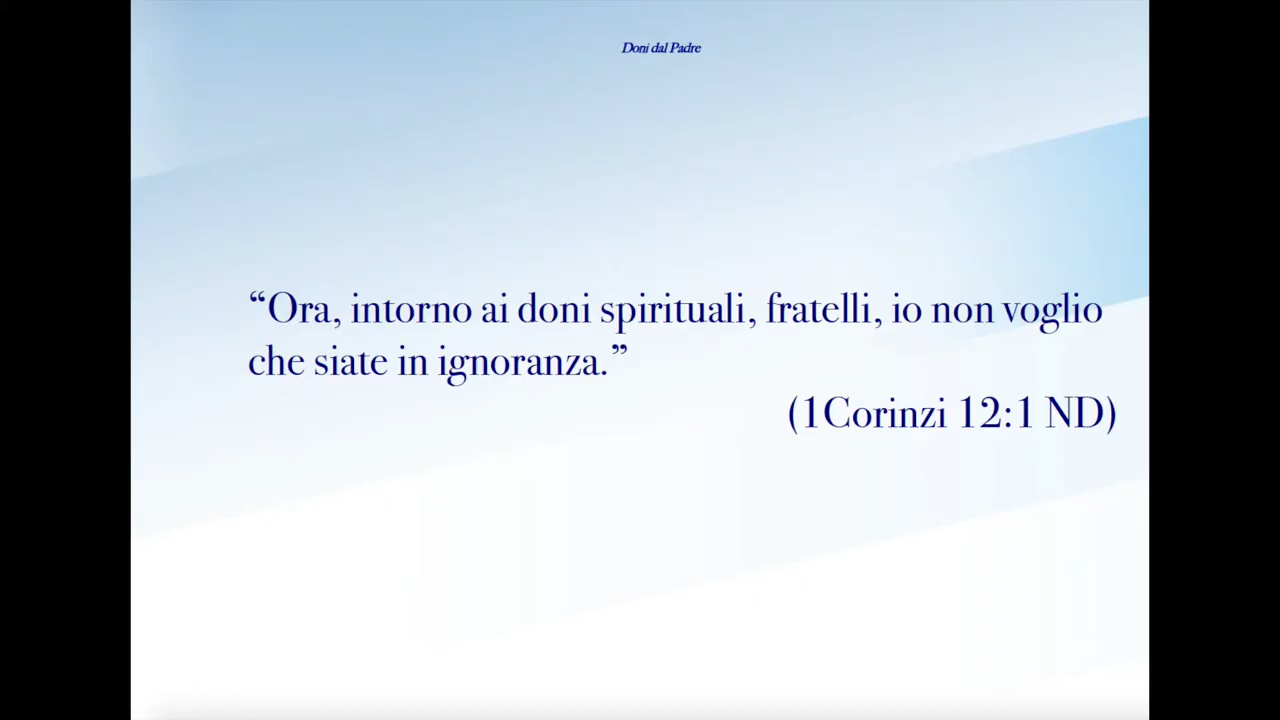 Doni dal Padre
“Ora, intorno ai doni spirituali, fratelli, io non voglio
che siate in ignoranza.”
(1Corinzi 12:1 ND)